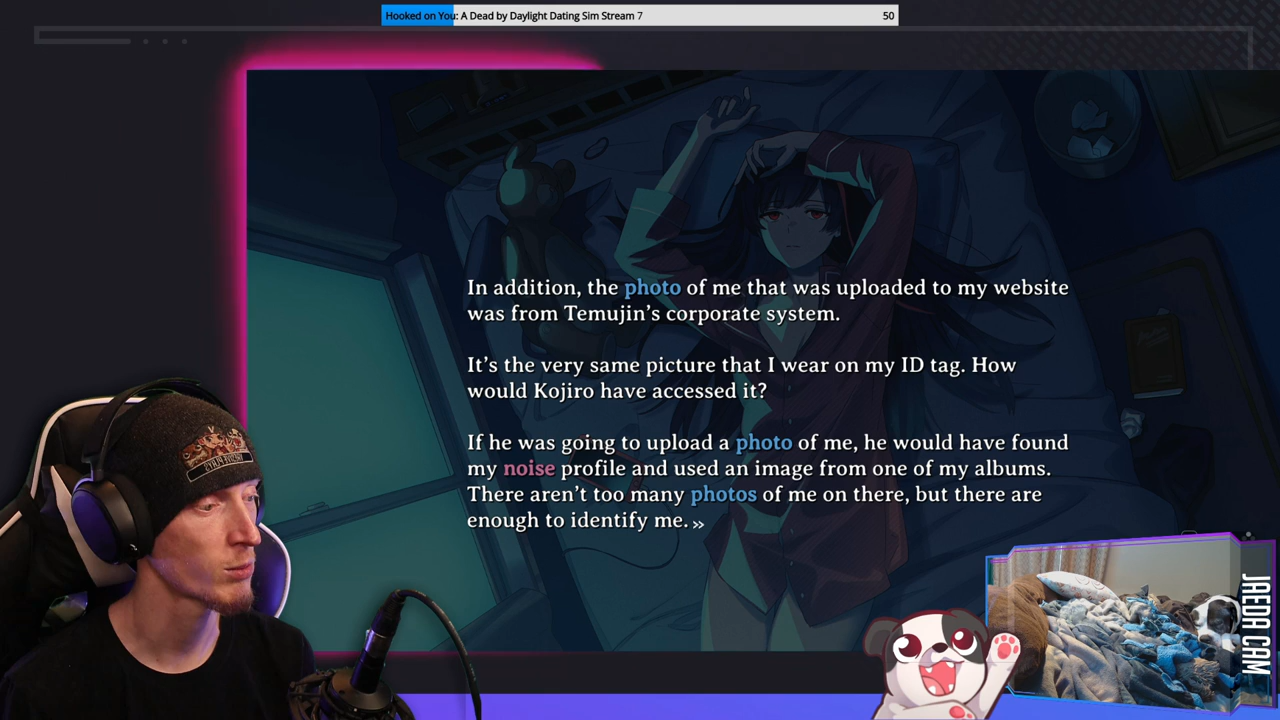 Hooked on You: A Dead by Daylight Dating Sim Stream 7
50
In addition, the photo of me that was uploaded to my website
was from Temujin's corporate system.
It's the very same picture that I wear on my ID tag. How
would Kojiro have accessed it?
If he was going to upload a photo of me, he would have found
my noise profile and used an image from one of my albums.
There aren't too many photos of me on there, but there are
enough to identify me. »
JAEDA CAM